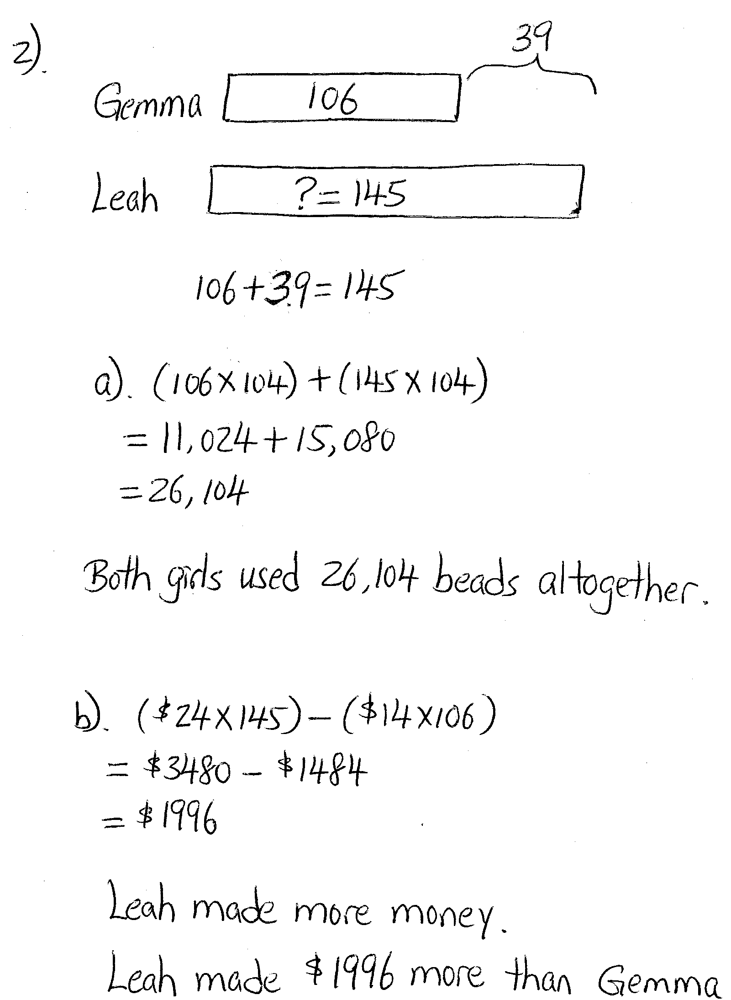 2).
39
Gemma 106
Leah ?= 145
106+39= 145
a). (106×104)+(145×104)
= 11,024+15,080
=26,104
Both girls used 26,104 beads altogether.
b). ($24×145)-($14×106)
= $3480 - $1484
= $1996
Leah made more money.
Leah made $1996 more than Gemma